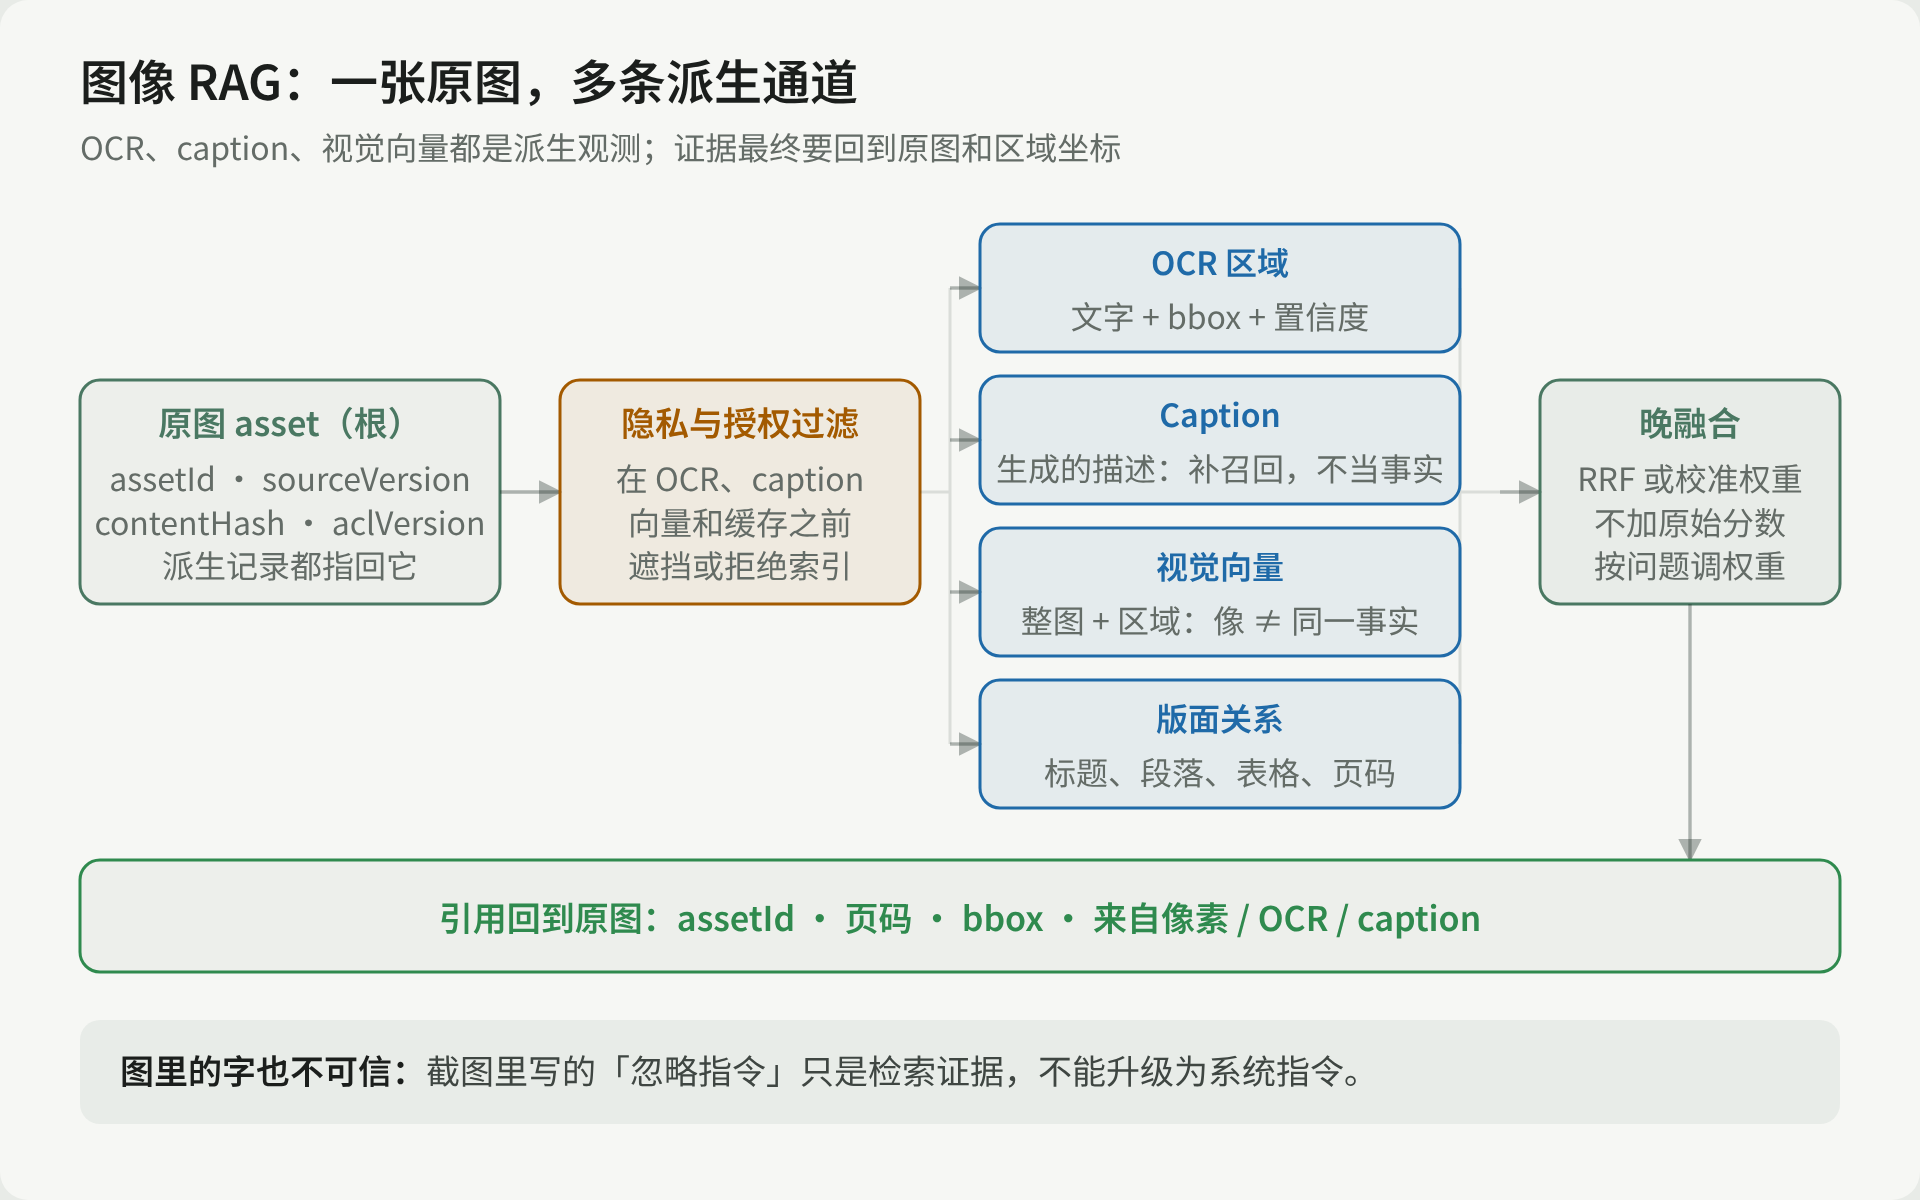 图像 RAG：一张原图，多条派生通道
OCR、caption、视觉向量都是派生观测；证据最终要回到原图和区域坐标
原图 asset（根）
assetId · sourceVersion
contentHash · aclVersion
派生记录都指回它
隐私与授权过滤
在 OCR、caption
向量和缓存之前
遮挡或拒绝索引
OCR 区域
文字 + bbox + 置信度
Caption
生成的描述：补召回，不当事实
视觉向量
整图 + 区域：像 ≠ 同一事实
版面关系
标题、段落、表格、页码
晚融合
RRF 或校准权重
不加原始分数
按问题调权重
引用回到原图：assetId · 页码 · bbox · 来自像素 / OCR / caption
图里的字也不可信：截图里写的「忽略指令」只是检索证据，不能升级为系统指令。